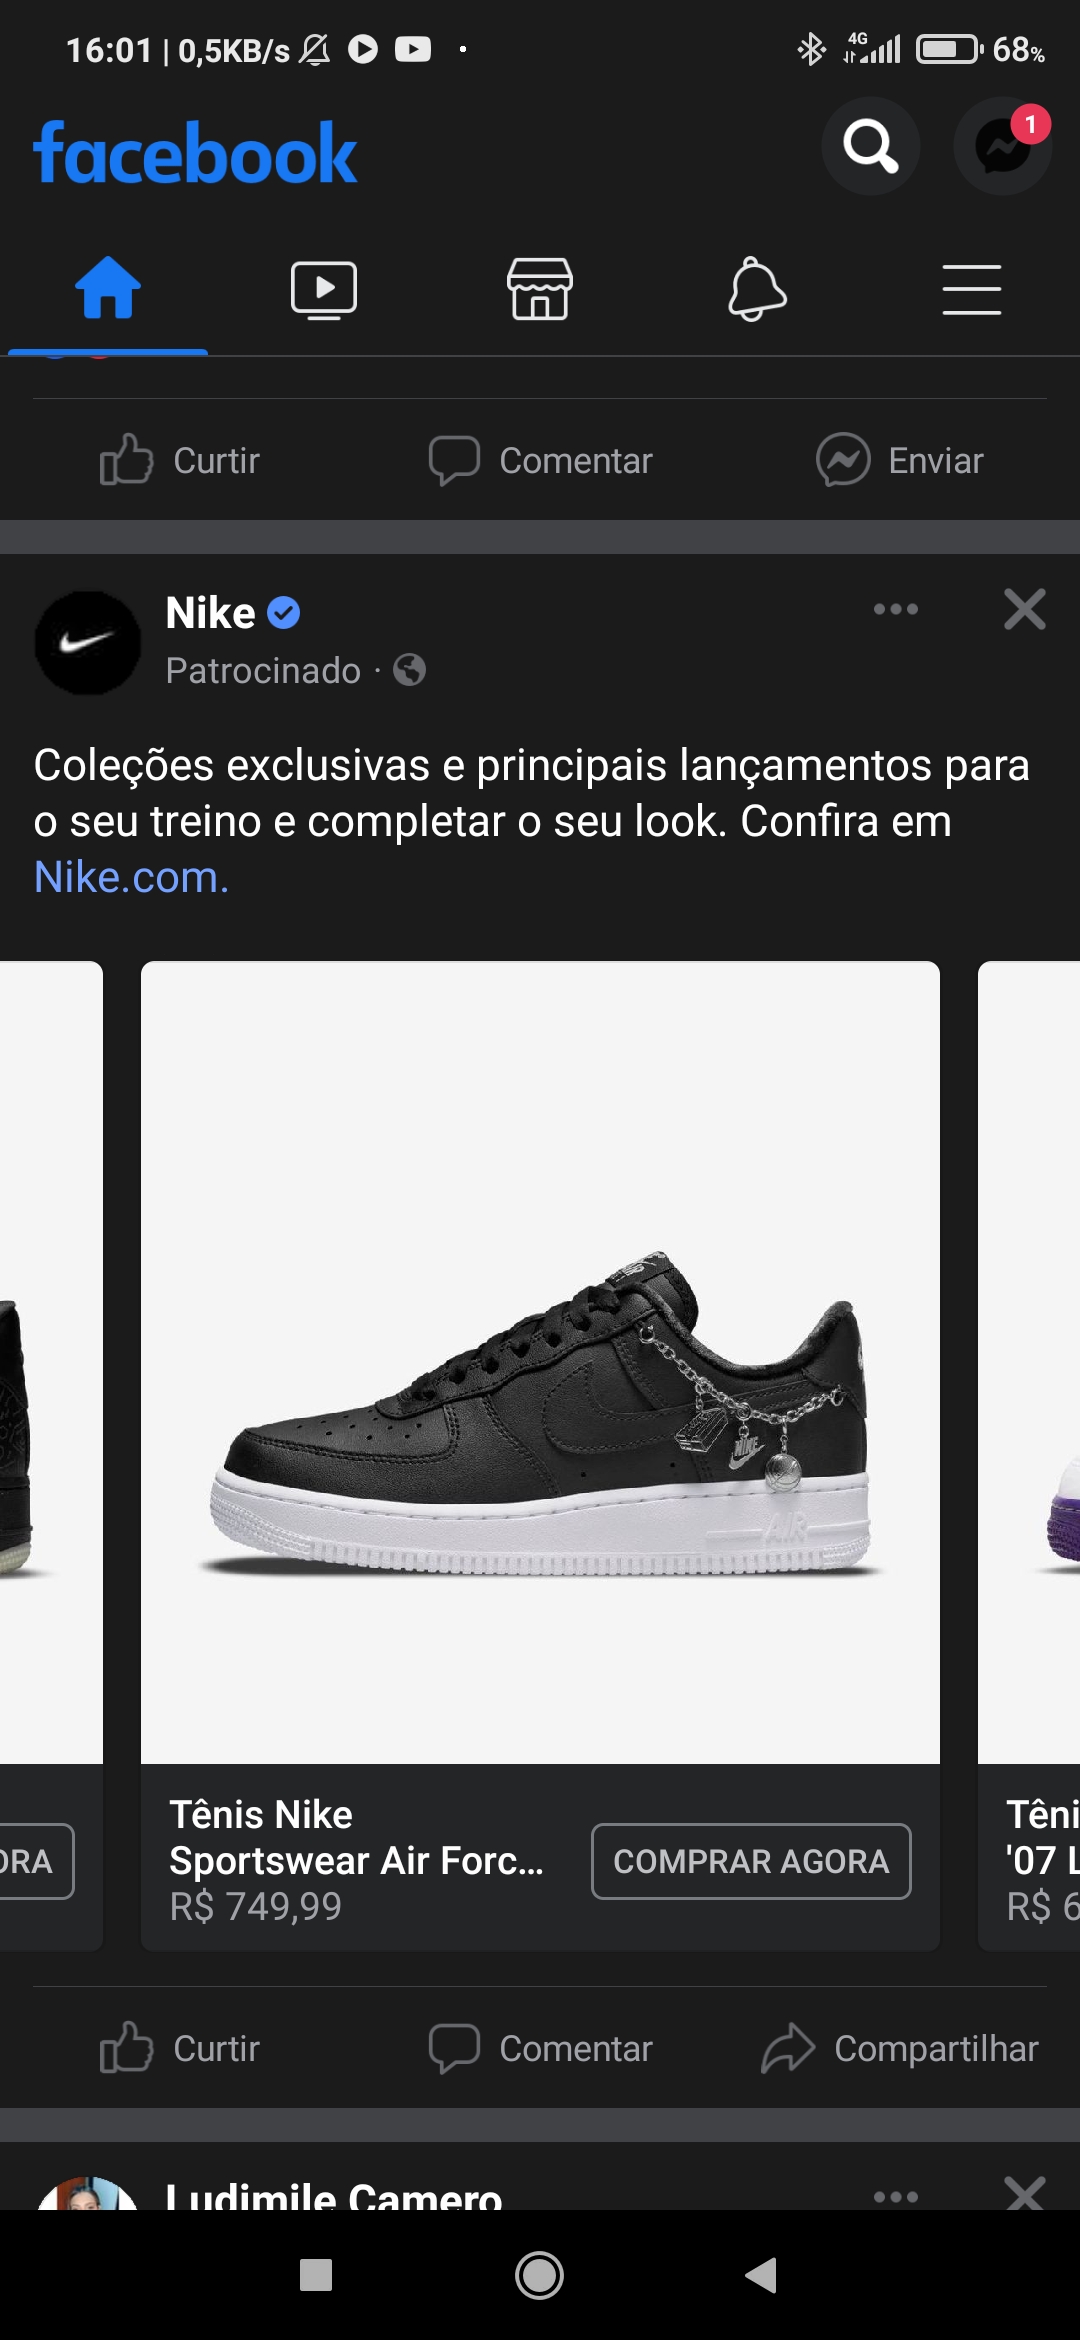 16:01 | 0,5KB/s
4G
68%
facebook
1
Curtir
Comentar
Enviar
Nike
Patrocinado ·
Coleções exclusivas e principais lançamentos para
o seu treino e completar o seu look. Confira em
Nike.com.
NIKE
AIR
ORA
Tênis Nike
Sportswear Air Forc...
R$ 749,99
COMPRAR AGORA
Têni
'07 L
R$ 6
Curtir
Comentar
Compartilhar
Ludimile Camero